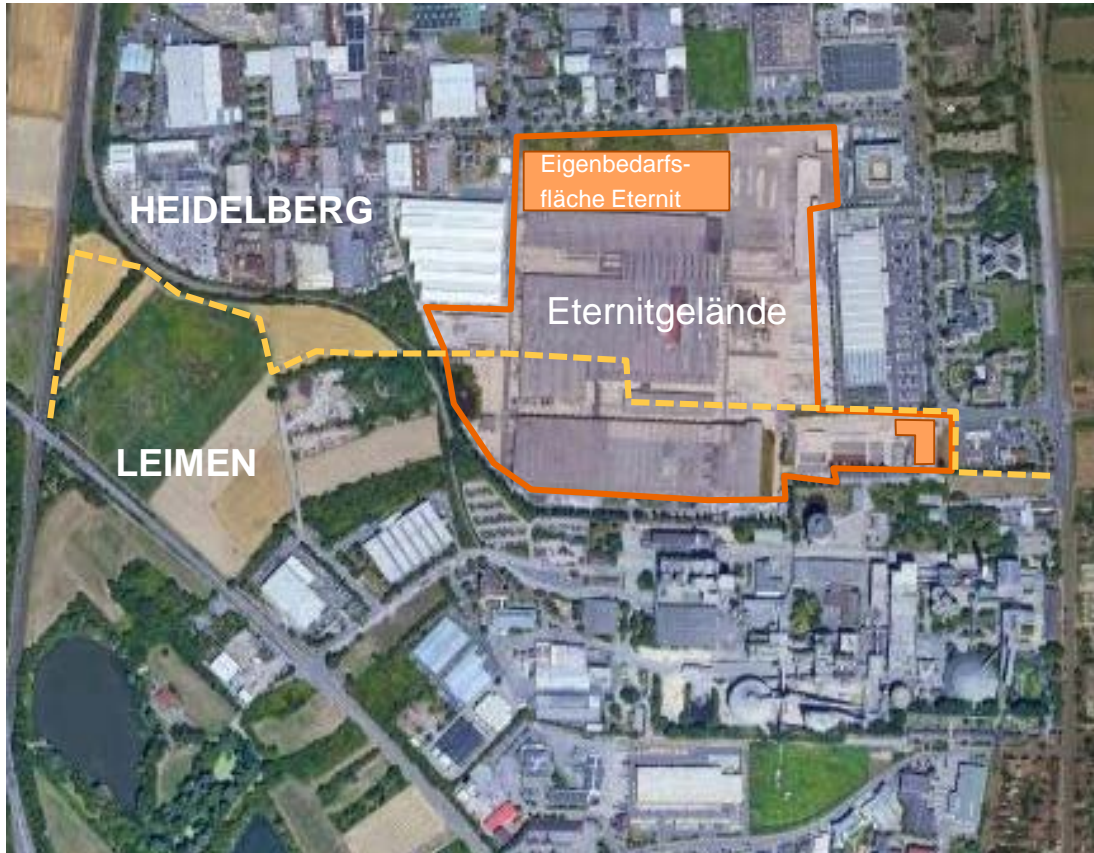 Eigenbedarfs-
fläche Eternit
HEIDELBERG
Eternitgelände
LEIMEN